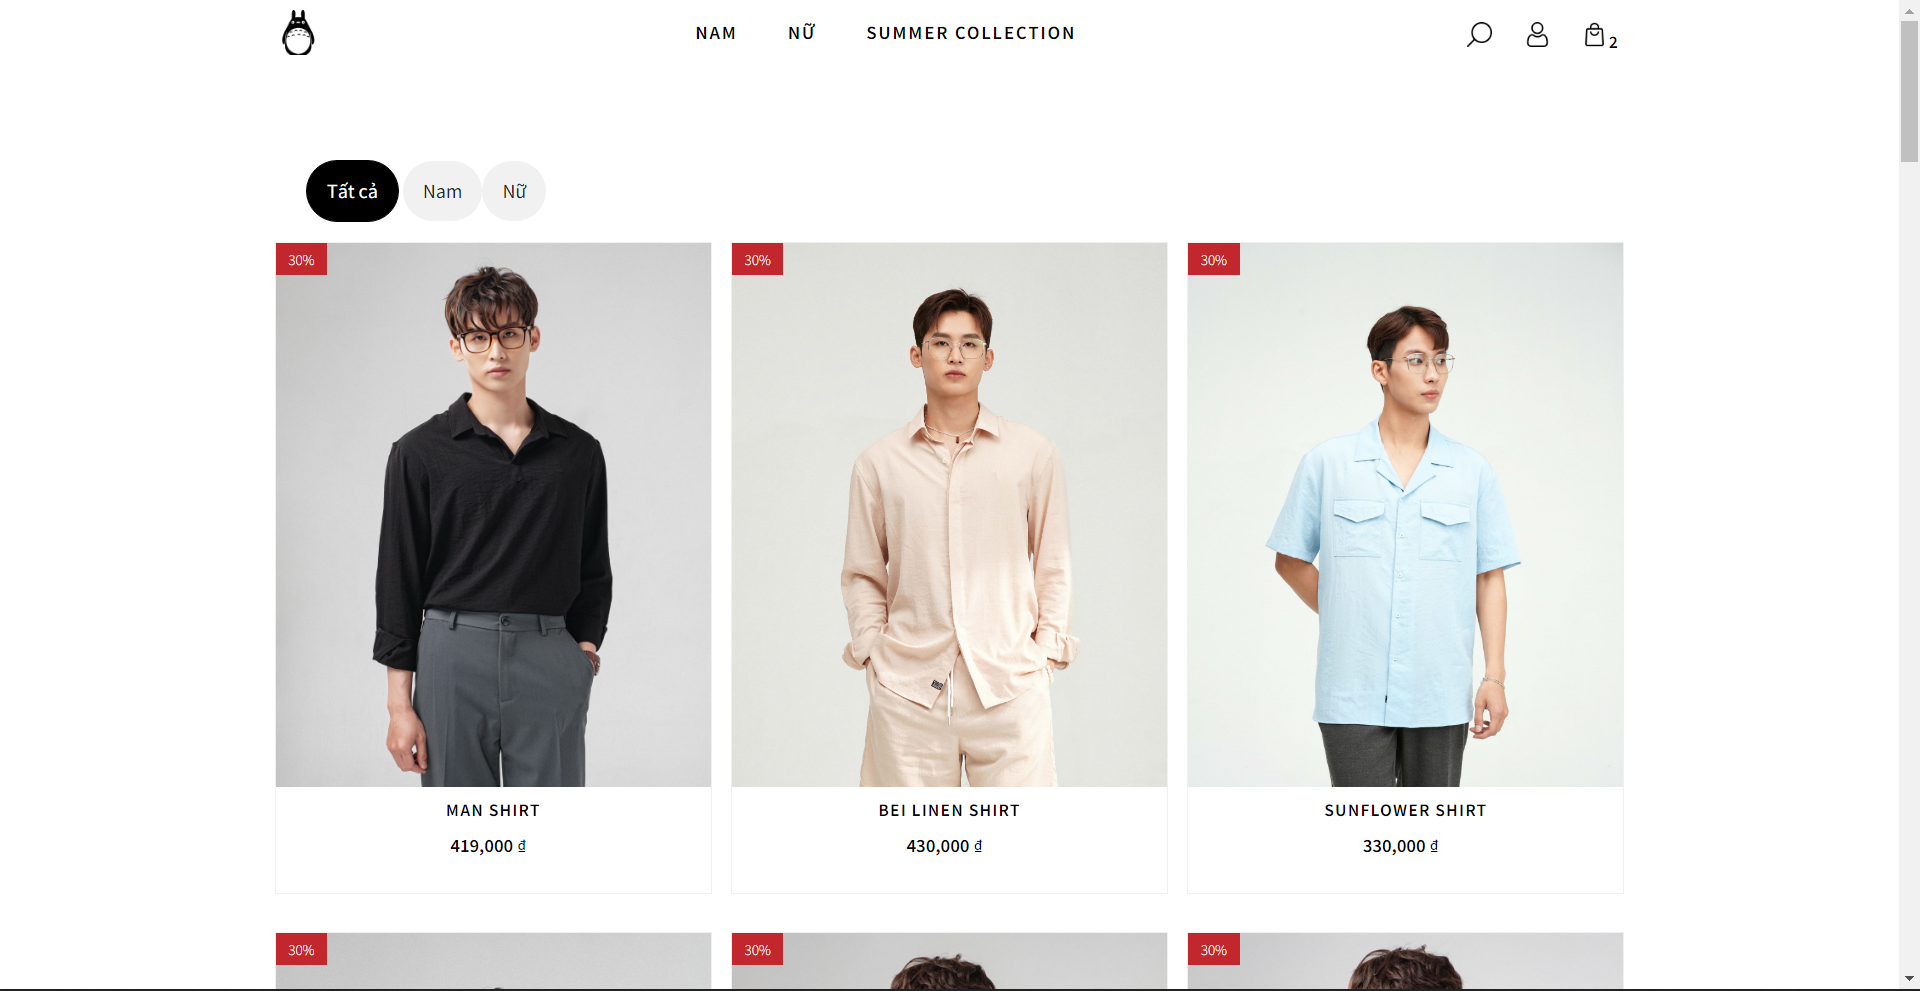 NAM NỮ SUMMER COLLECTION
2
Tất cả Nam Nữ
30% 30% 30%
MAN SHIRT BEI LINEN SHIRT SUNFLOWER SHIRT
419,000 ₫ 430,000 ₫ 330,000 ₫
30% 30% 30%